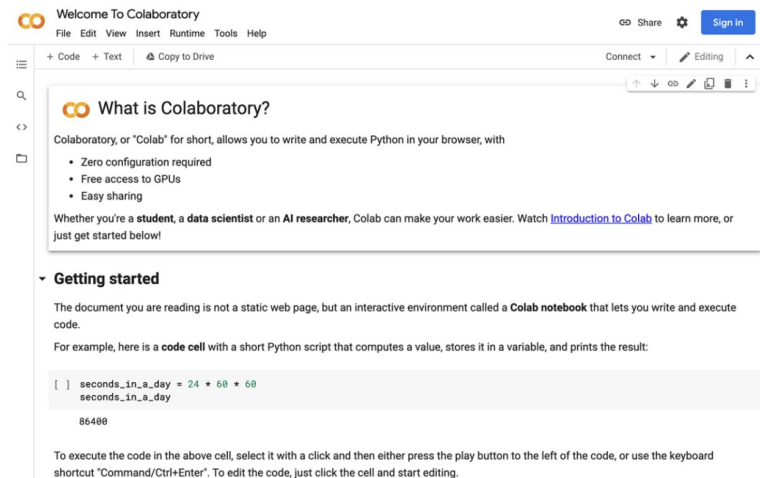 Welcome To Colaboratory
File Edit View Insert Runtime Tools Help
Share
Sign in
+ Code + Text Copy to Drive
Connect
Editing
What is Colaboratory?
Colaboratory, or "Colab" for short, allows you to write and execute Python in your browser, with
• Zero configuration required
• Free access to GPUs
• Easy sharing
Whether you're a student, a data scientist or an AI researcher, Colab can make your work easier. Watch Introduction to Colab to learn more, or
just get started below!
Getting started
The document you are reading is not a static web page, but an interactive environment called a Colab notebook that lets you write and execute
code.
For example, here is a code cell with a short Python script that computes a value, stores it in a variable, and prints the result:
[ ] seconds_in_a_day = 24 * 60 * 60
seconds_in_a_day
86400
To execute the code in the above cell, select it with a click and then either press the play button to the left of the code, or use the keyboard
shortcut "Command/Ctrl+Enter". To edit the code, just click the cell and start editing.